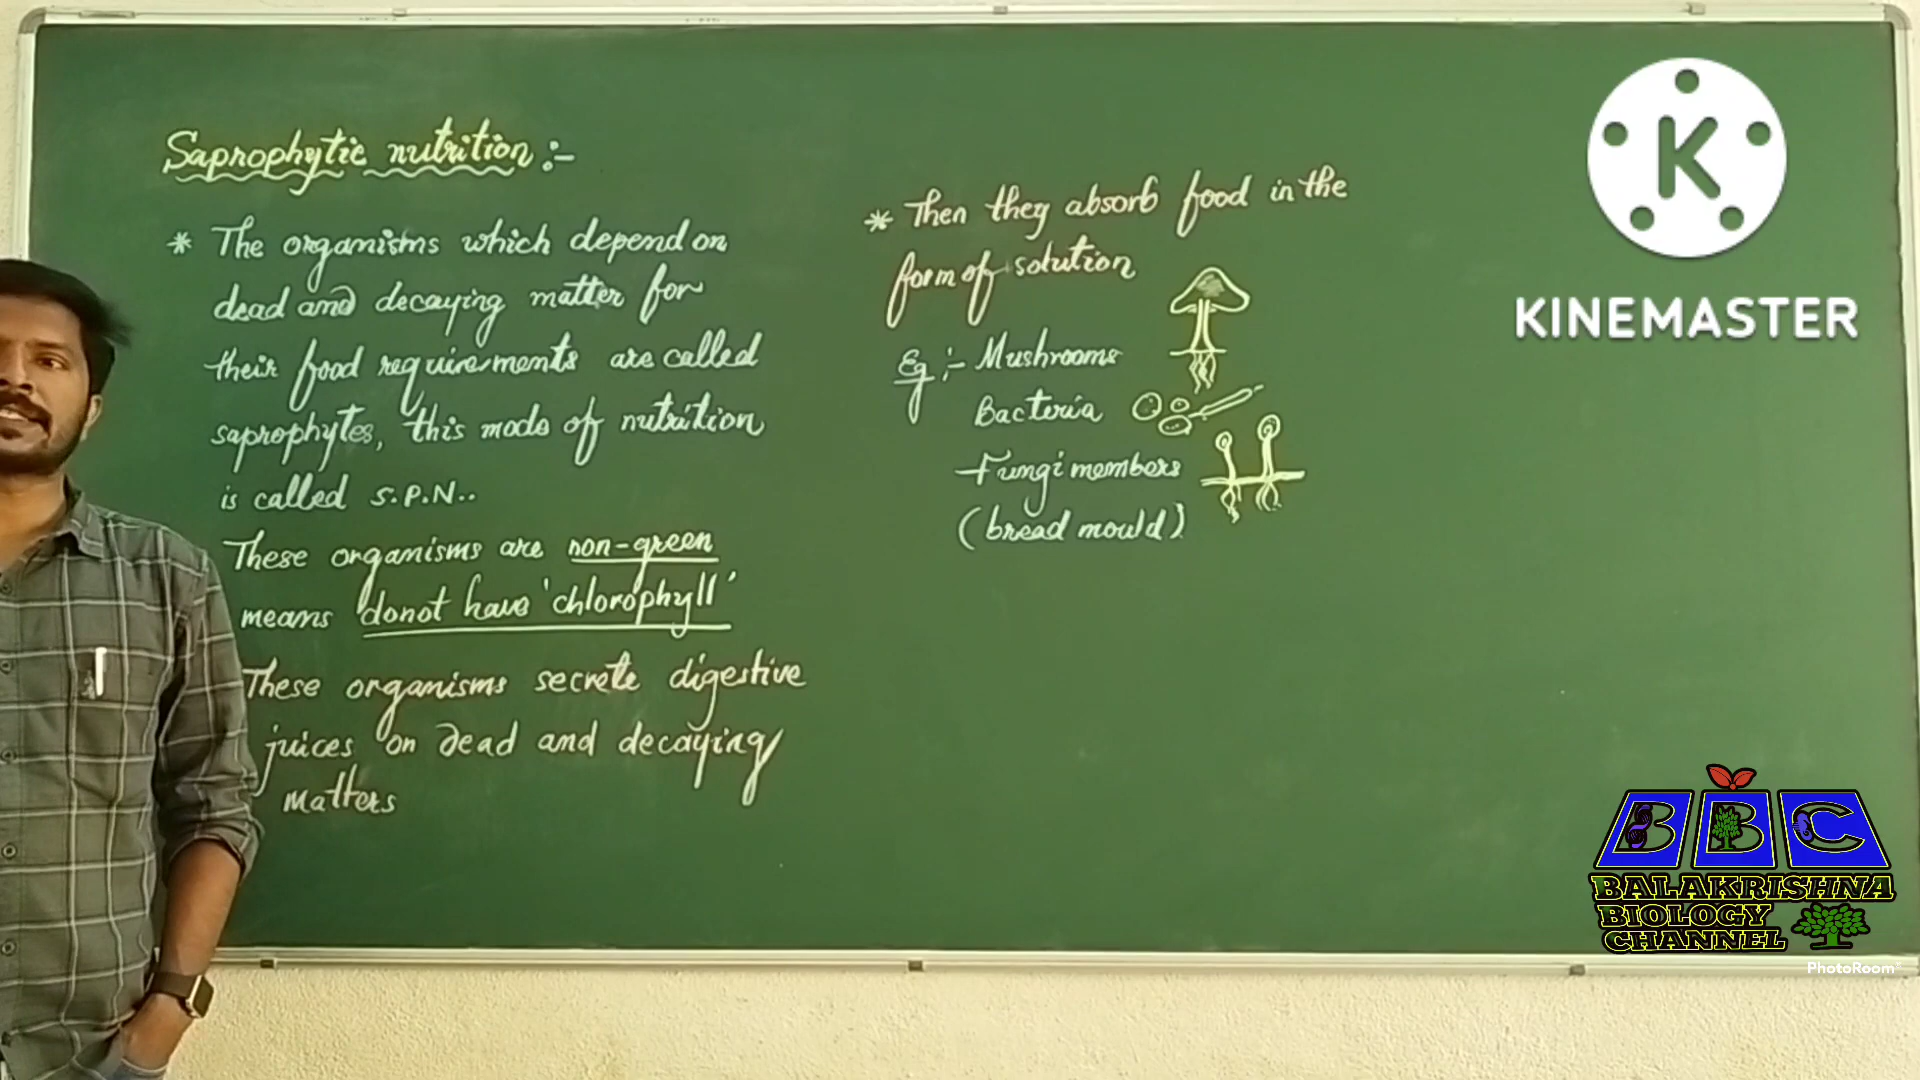 Saprophytic nutrition :-
* The organisms which depend on
dead and decaying matter for
their food requirements are called
saprophytes, this mode of nutrition
is called S.P.N..
These organisms are non-green
means donot have 'chlorophyll'
These organisms secrete digestive
juices on dead and decaying
matters
* Then they absorb food in the
form of solution
Eg :- Mushrooms
Bacteria
Fungi members
(bread mould)
K
KINEMASTER
BBC
BALAKRISHNA
BIOLOGY
CHANNEL
PhotoRoom